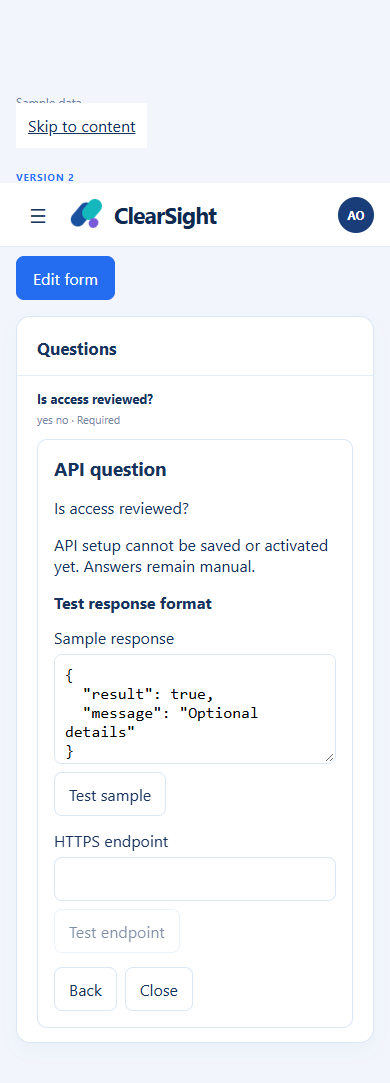 Sample data
Skip to content
VERSION 2
☰ ClearSight AO
Edit form
Questions
Is access reviewed?
yes no · Required
API question
Is access reviewed?
API setup cannot be saved or activated
yet. Answers remain manual.
Test response format
Sample response
{
  "result": true,
  "message": "Optional
details"
}
Test sample
HTTPS endpoint
Test endpoint
Back Close